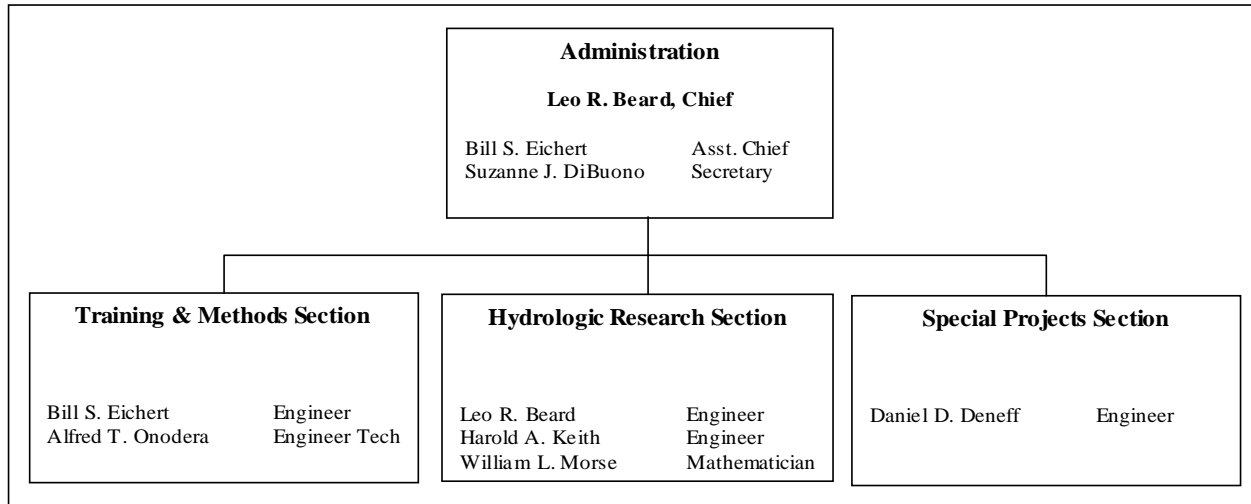 Administration
Leo R. Beard, Chief
Bill S. Eichert Asst. Chief
Suzanne J. DiBuono Secretary
Training & Methods Section
Bill S. Eichert Engineer
Alfred T. Onodera Engineer Tech
Hydrologic Research Section
Leo R. Beard Engineer
Harold A. Keith Engineer
William L. Morse Mathematician
Special Projects Section
Daniel D. Deneff Engineer